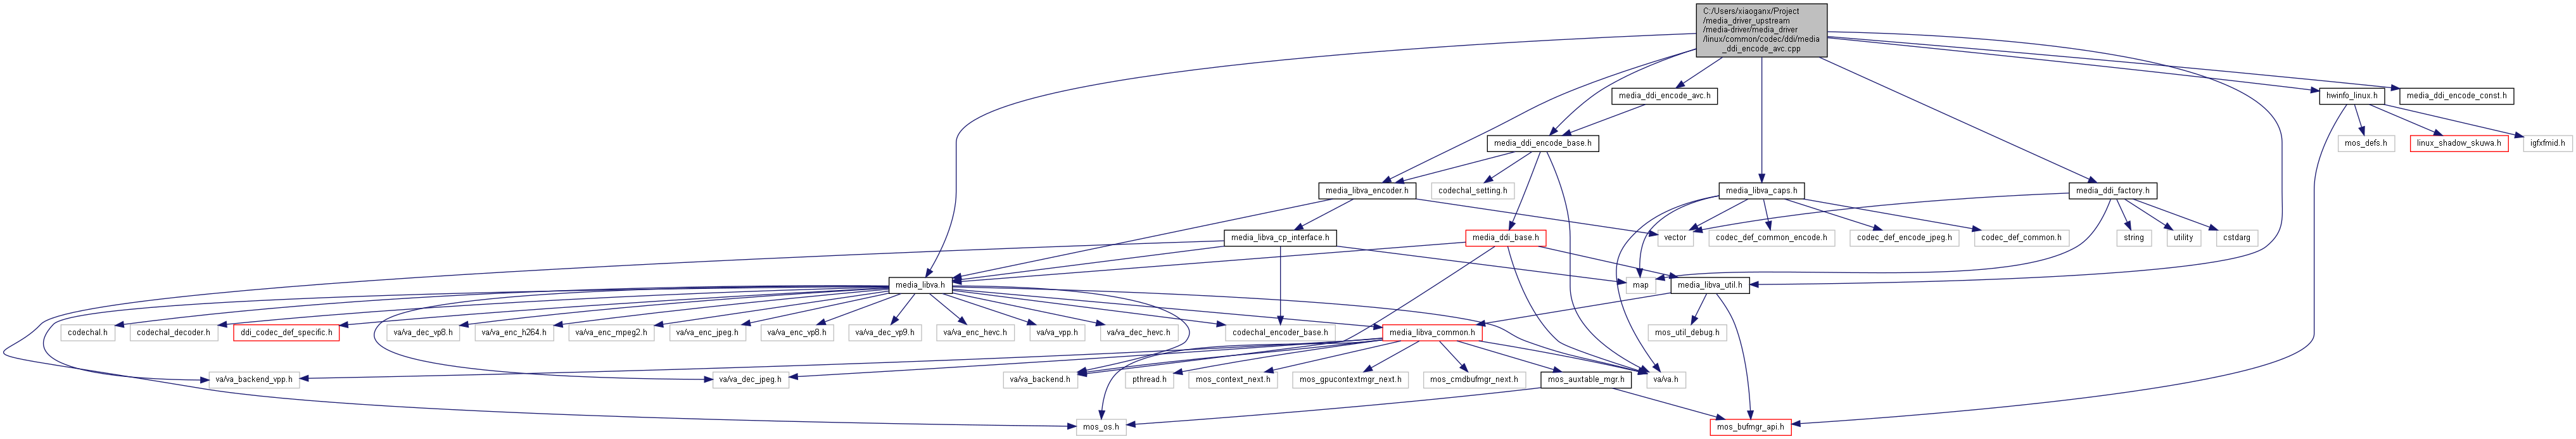 C:/Users/xiaoganx/Project
/media_driver_upstream
/media-driver/media_driver
/linux/common/codec/ddi/media
_ddi_encode_avc.cpp
media_ddi_encode_avc.h
hwinfo_linux.h
media_ddi_encode_const.h
media_ddi_encode_base.h
mos_defs.h
linux_shadow_skuwa.h
igfxfmid.h
media_libva_encoder.h
codechal_setting.h
media_libva_caps.h
media_ddi_factory.h
media_libva_cp_interface.h
media_ddi_base.h
vector
codec_def_common_encode.h
codec_def_encode_jpeg.h
codec_def_common.h
string
utility
cstdarg
media_libva.h
map
media_libva_util.h
codechal.h
codechal_decoder.h
ddi_codec_def_specific.h
va/va_dec_vp8.h
va/va_enc_h264.h
va/va_enc_mpeg2.h
va/va_enc_jpeg.h
va/va_enc_vp8.h
va/va_dec_vp9.h
va/va_enc_hevc.h
va/va_vpp.h
va/va_dec_hevc.h
codechal_encoder_base.h
media_libva_common.h
mos_util_debug.h
va/va_backend_vpp.h
va/va_dec_jpeg.h
va/va_backend.h
pthread.h
mos_context_next.h
mos_gpucontextmgr_next.h
mos_cmdbufmgr_next.h
mos_auxtable_mgr.h
va/va.h
mos_os.h
mos_bufmgr_api.h